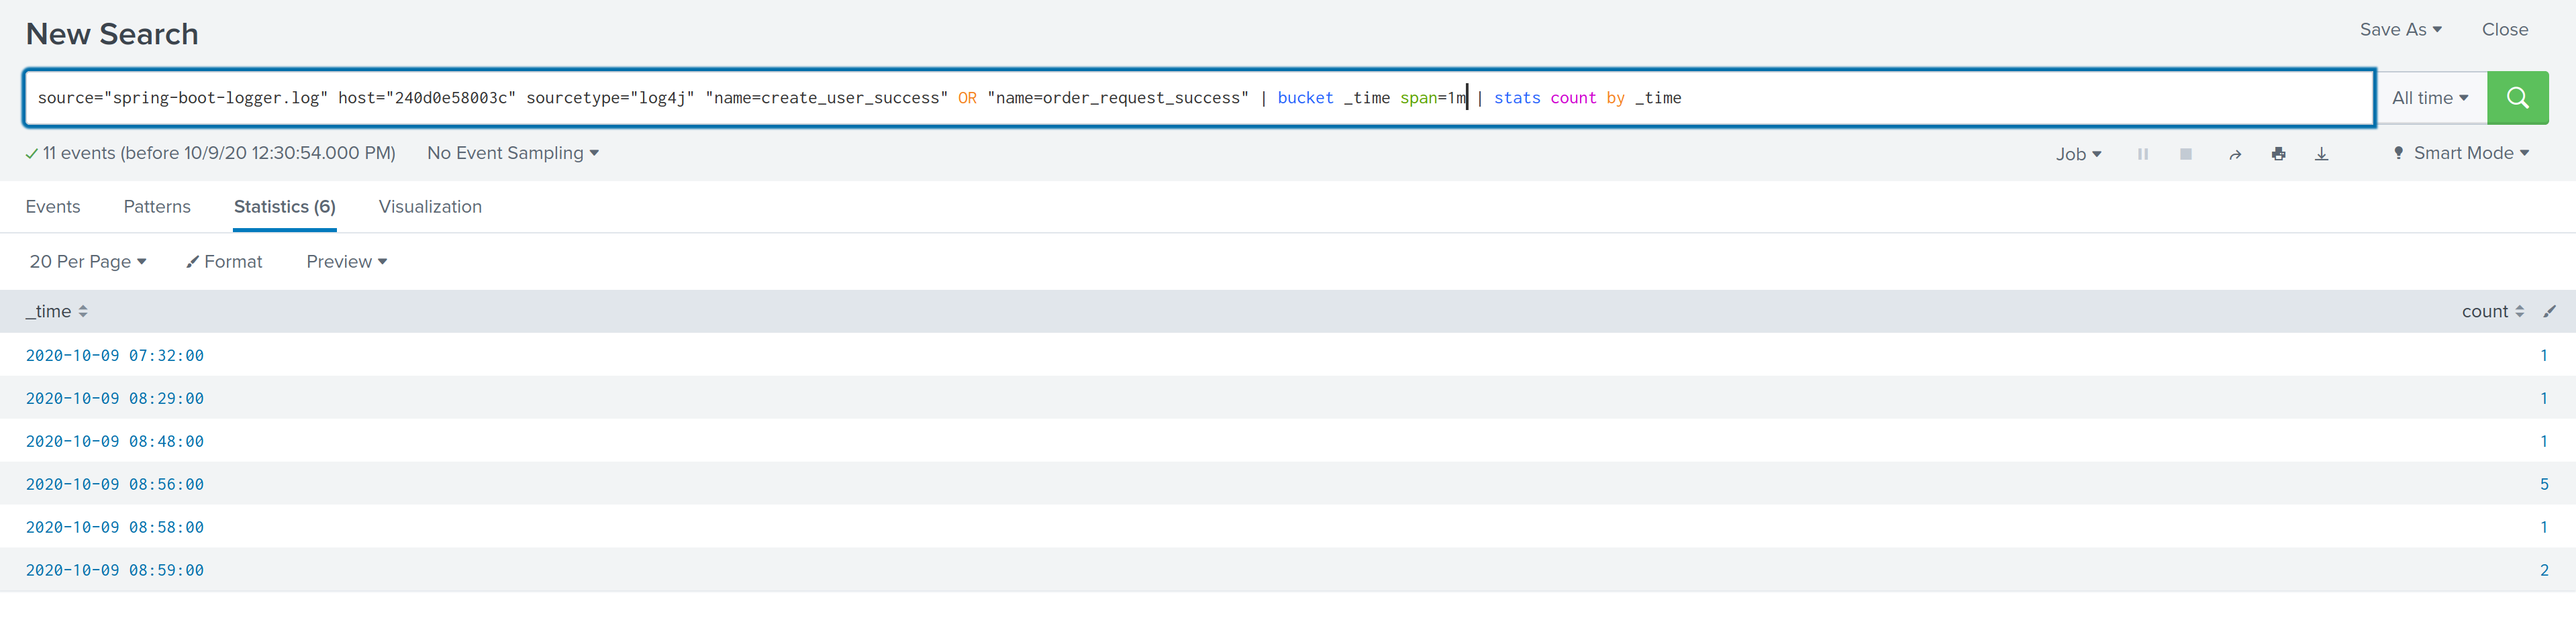 New Search
Save As Close
source="spring-boot-logger.log" host="240d0e58003c" sourcetype="log4j" "name=create_user_success" OR "name=order_request_success" | bucket _time span=1m | stats count by _time
All time
11 events (before 10/9/20 12:30:54.000 PM) No Event Sampling
Job Smart Mode
Events Patterns Statistics (6) Visualization
20 Per Page Format Preview
_time count
2020-10-09 07:32:00 1
2020-10-09 08:29:00 1
2020-10-09 08:48:00 1
2020-10-09 08:56:00 5
2020-10-09 08:58:00 1
2020-10-09 08:59:00 2